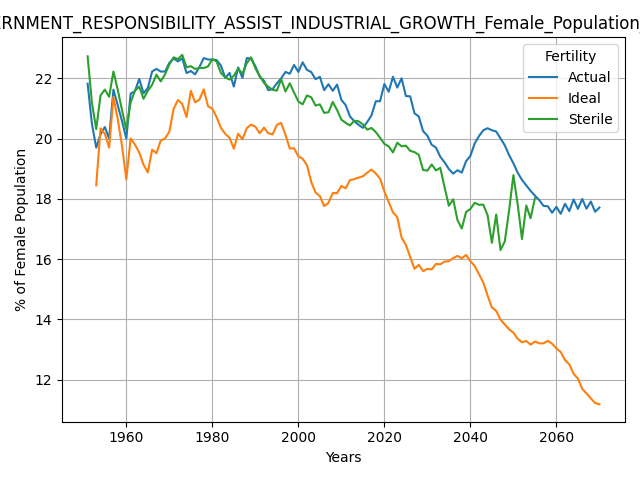 ERNMENT_RESPONSIBILITY_ASSIST_INDUSTRIAL_GROWTH_Female_Population
Fertility
Actual
Ideal
Sterile
% of Female Population
22
20
18
16
14
12
1960 1980 2000 2020 2040 2060
Years